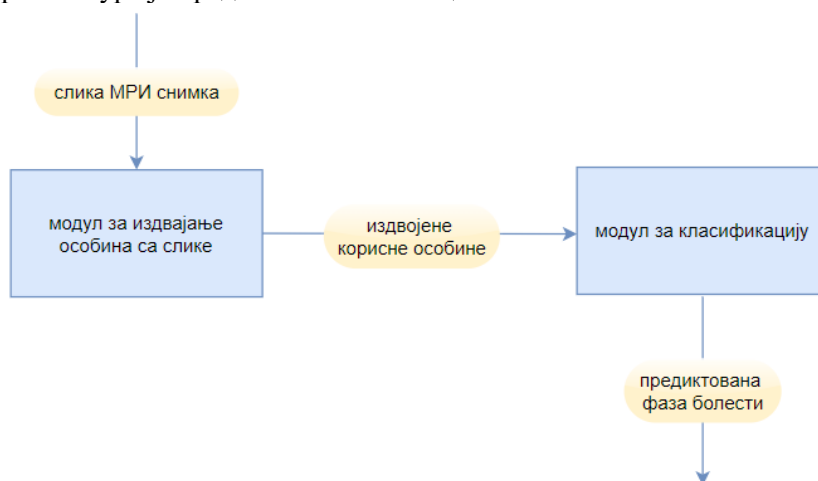 слика МРИ снимка
модул за издвајање
особина са слике
издвојене
корисне особине
модул за класификацију
предиктована
фаза болести